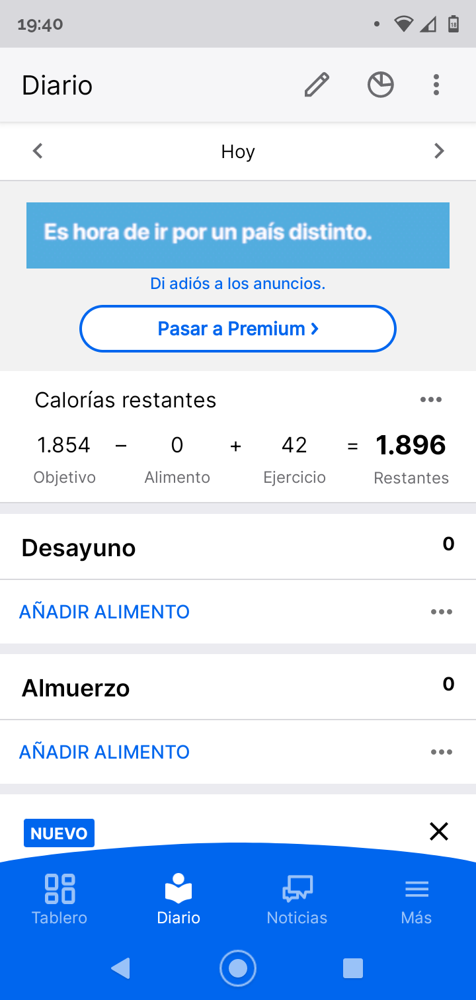 19:40
18
Diario
Hoy
Es hora de ir por un país distinto.
Di adiós a los anuncios.
Pasar a Premium ›
Calorías restantes
1.854 – 0 + 42 = 1.896
Objetivo Alimento Ejercicio Restantes
Desayuno 0
AÑADIR ALIMENTO
Almuerzo 0
AÑADIR ALIMENTO
NUEVO
Tablero Diario Noticias Más